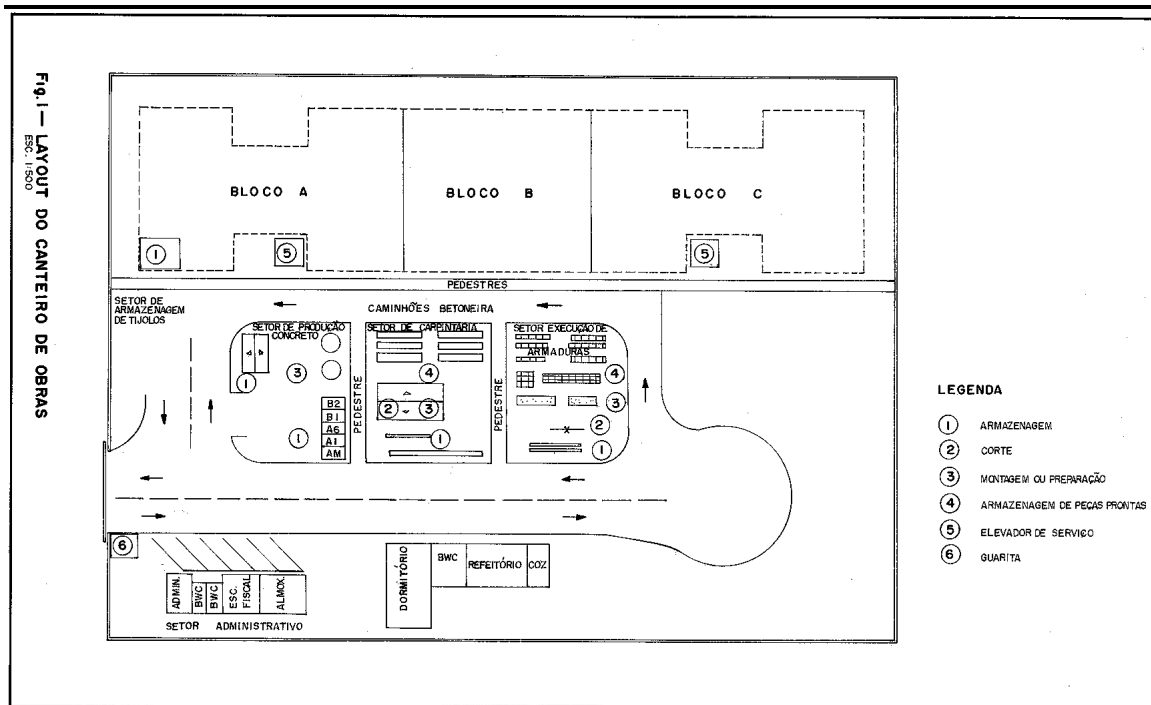 Fig. I — LAYOUT DO CANTEIRO DE OBRAS
ESC. 1:500
BLOCO A
BLOCO B
BLOCO C
1
5
5
PEDESTRES
SETOR DE
ARMAZENAGEM
DE TIJOLOS
CAMINHÕES BETONEIRA
SETOR DE PRODUÇÃO
CONCRETO
SETOR DE CARPINTARIA
SETOR EXECUÇÃO DE
ARMADURAS
1
3
4
4
2
3
3
2
1
1
1
B2
B1
A6
A1
AM
PEDESTRE
PEDESTRE
6
ADMIN.
BWC
BWC
ESC.
FISCAL
ALMOX.
SETOR ADMINISTRATIVO
DORMITÓRIO
BWC
REFEITÓRIO
COZ
LEGENDA
1 ARMAZENAGEM
2 CORTE
3 MONTAGEM OU PREPARAÇÃO
4 ARMAZENAGEM DE PEÇAS PRONTAS
5 ELEVADOR DE SERVIÇO
6 GUARITA